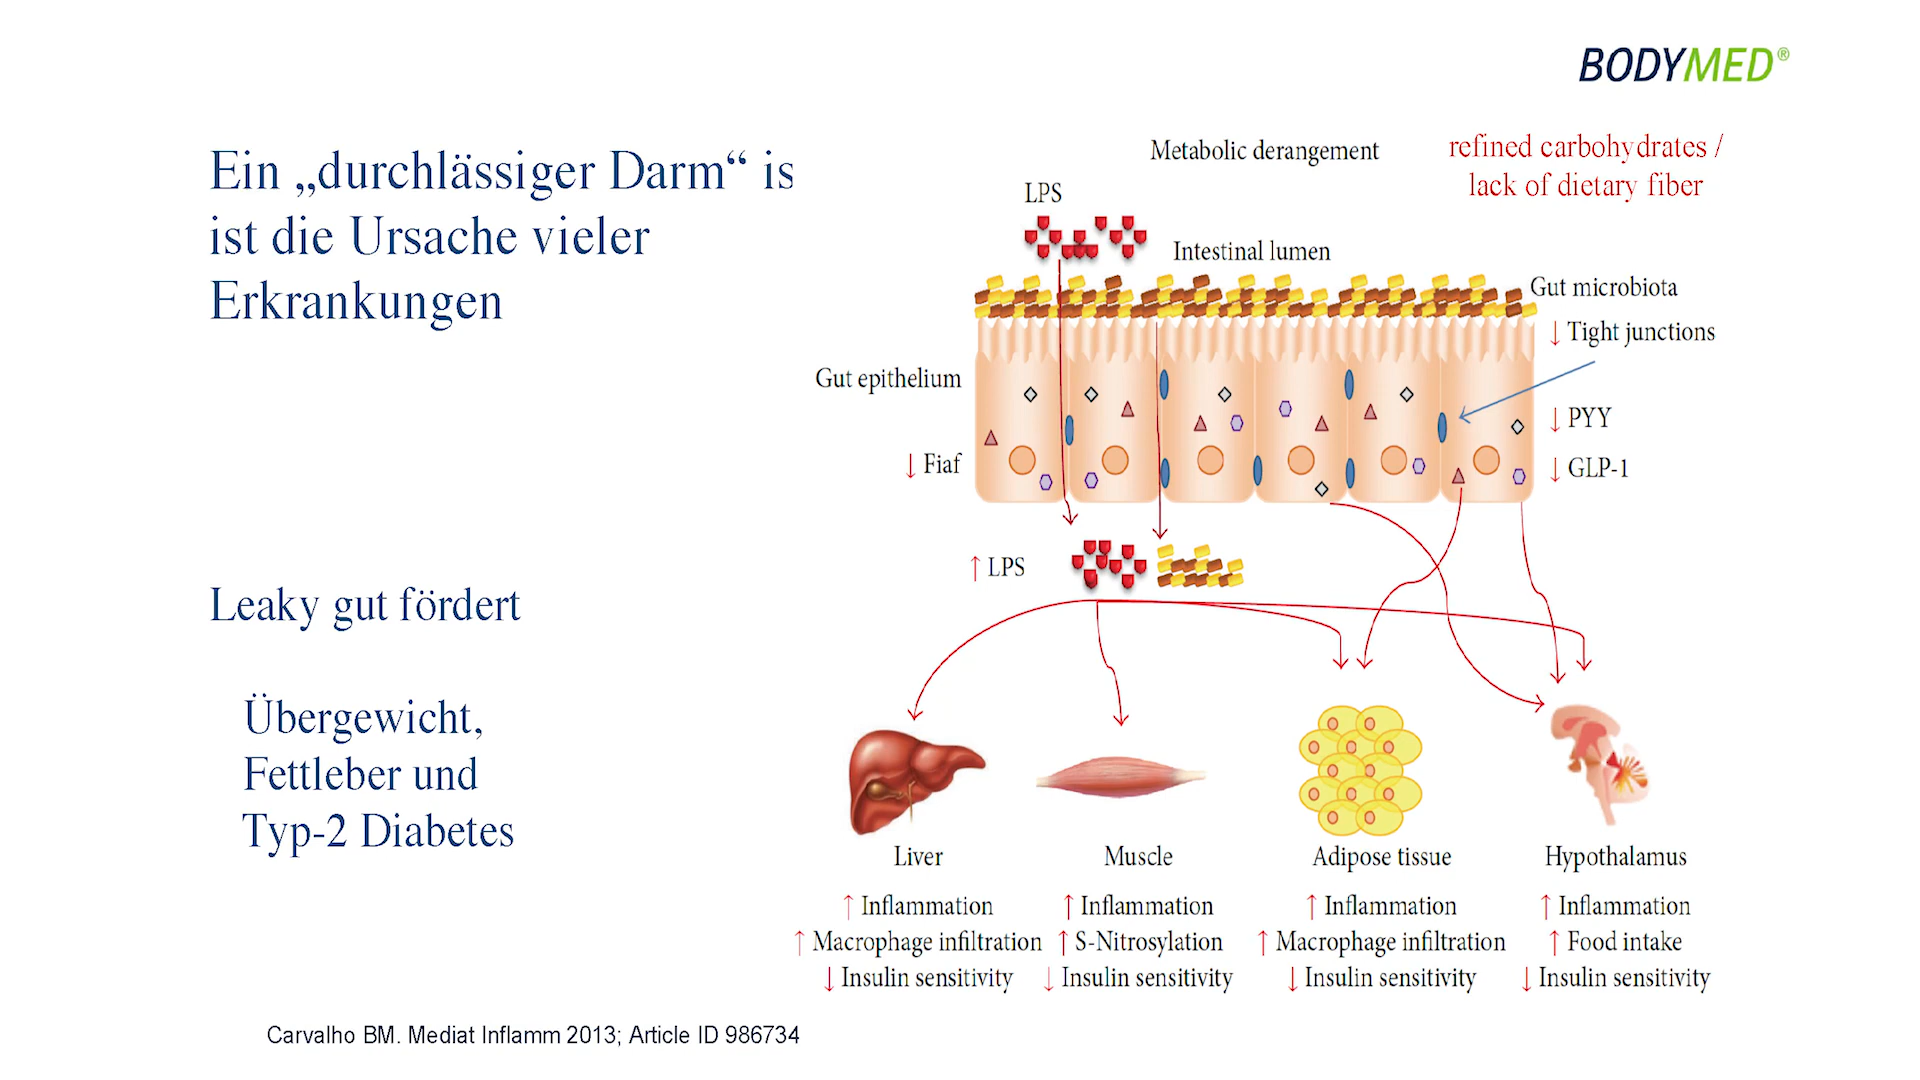 BODYMED®
Ein „durchlässiger Darm“ is
ist die Ursache vieler
Erkrankungen
Leaky gut fördert
Übergewicht,
Fettleber und
Typ-2 Diabetes
Metabolic derangement
refined carbohydrates /
lack of dietary fiber
LPS
Intestinal lumen
Gut microbiota
↓ Tight junctions
Gut epithelium
↓ PYY
↓ Fiaf
↓ GLP-1
↑ LPS
Liver
↑ Inflammation
↑ Macrophage infiltration
↓ Insulin sensitivity
Muscle
↑ Inflammation
↑ S-Nitrosylation
↓ Insulin sensitivity
Adipose tissue
↑ Inflammation
↑ Macrophage infiltration
↓ Insulin sensitivity
Hypothalamus
↑ Inflammation
↑ Food intake
↓ Insulin sensitivity
Carvalho BM. Mediat Inflamm 2013; Article ID 986734